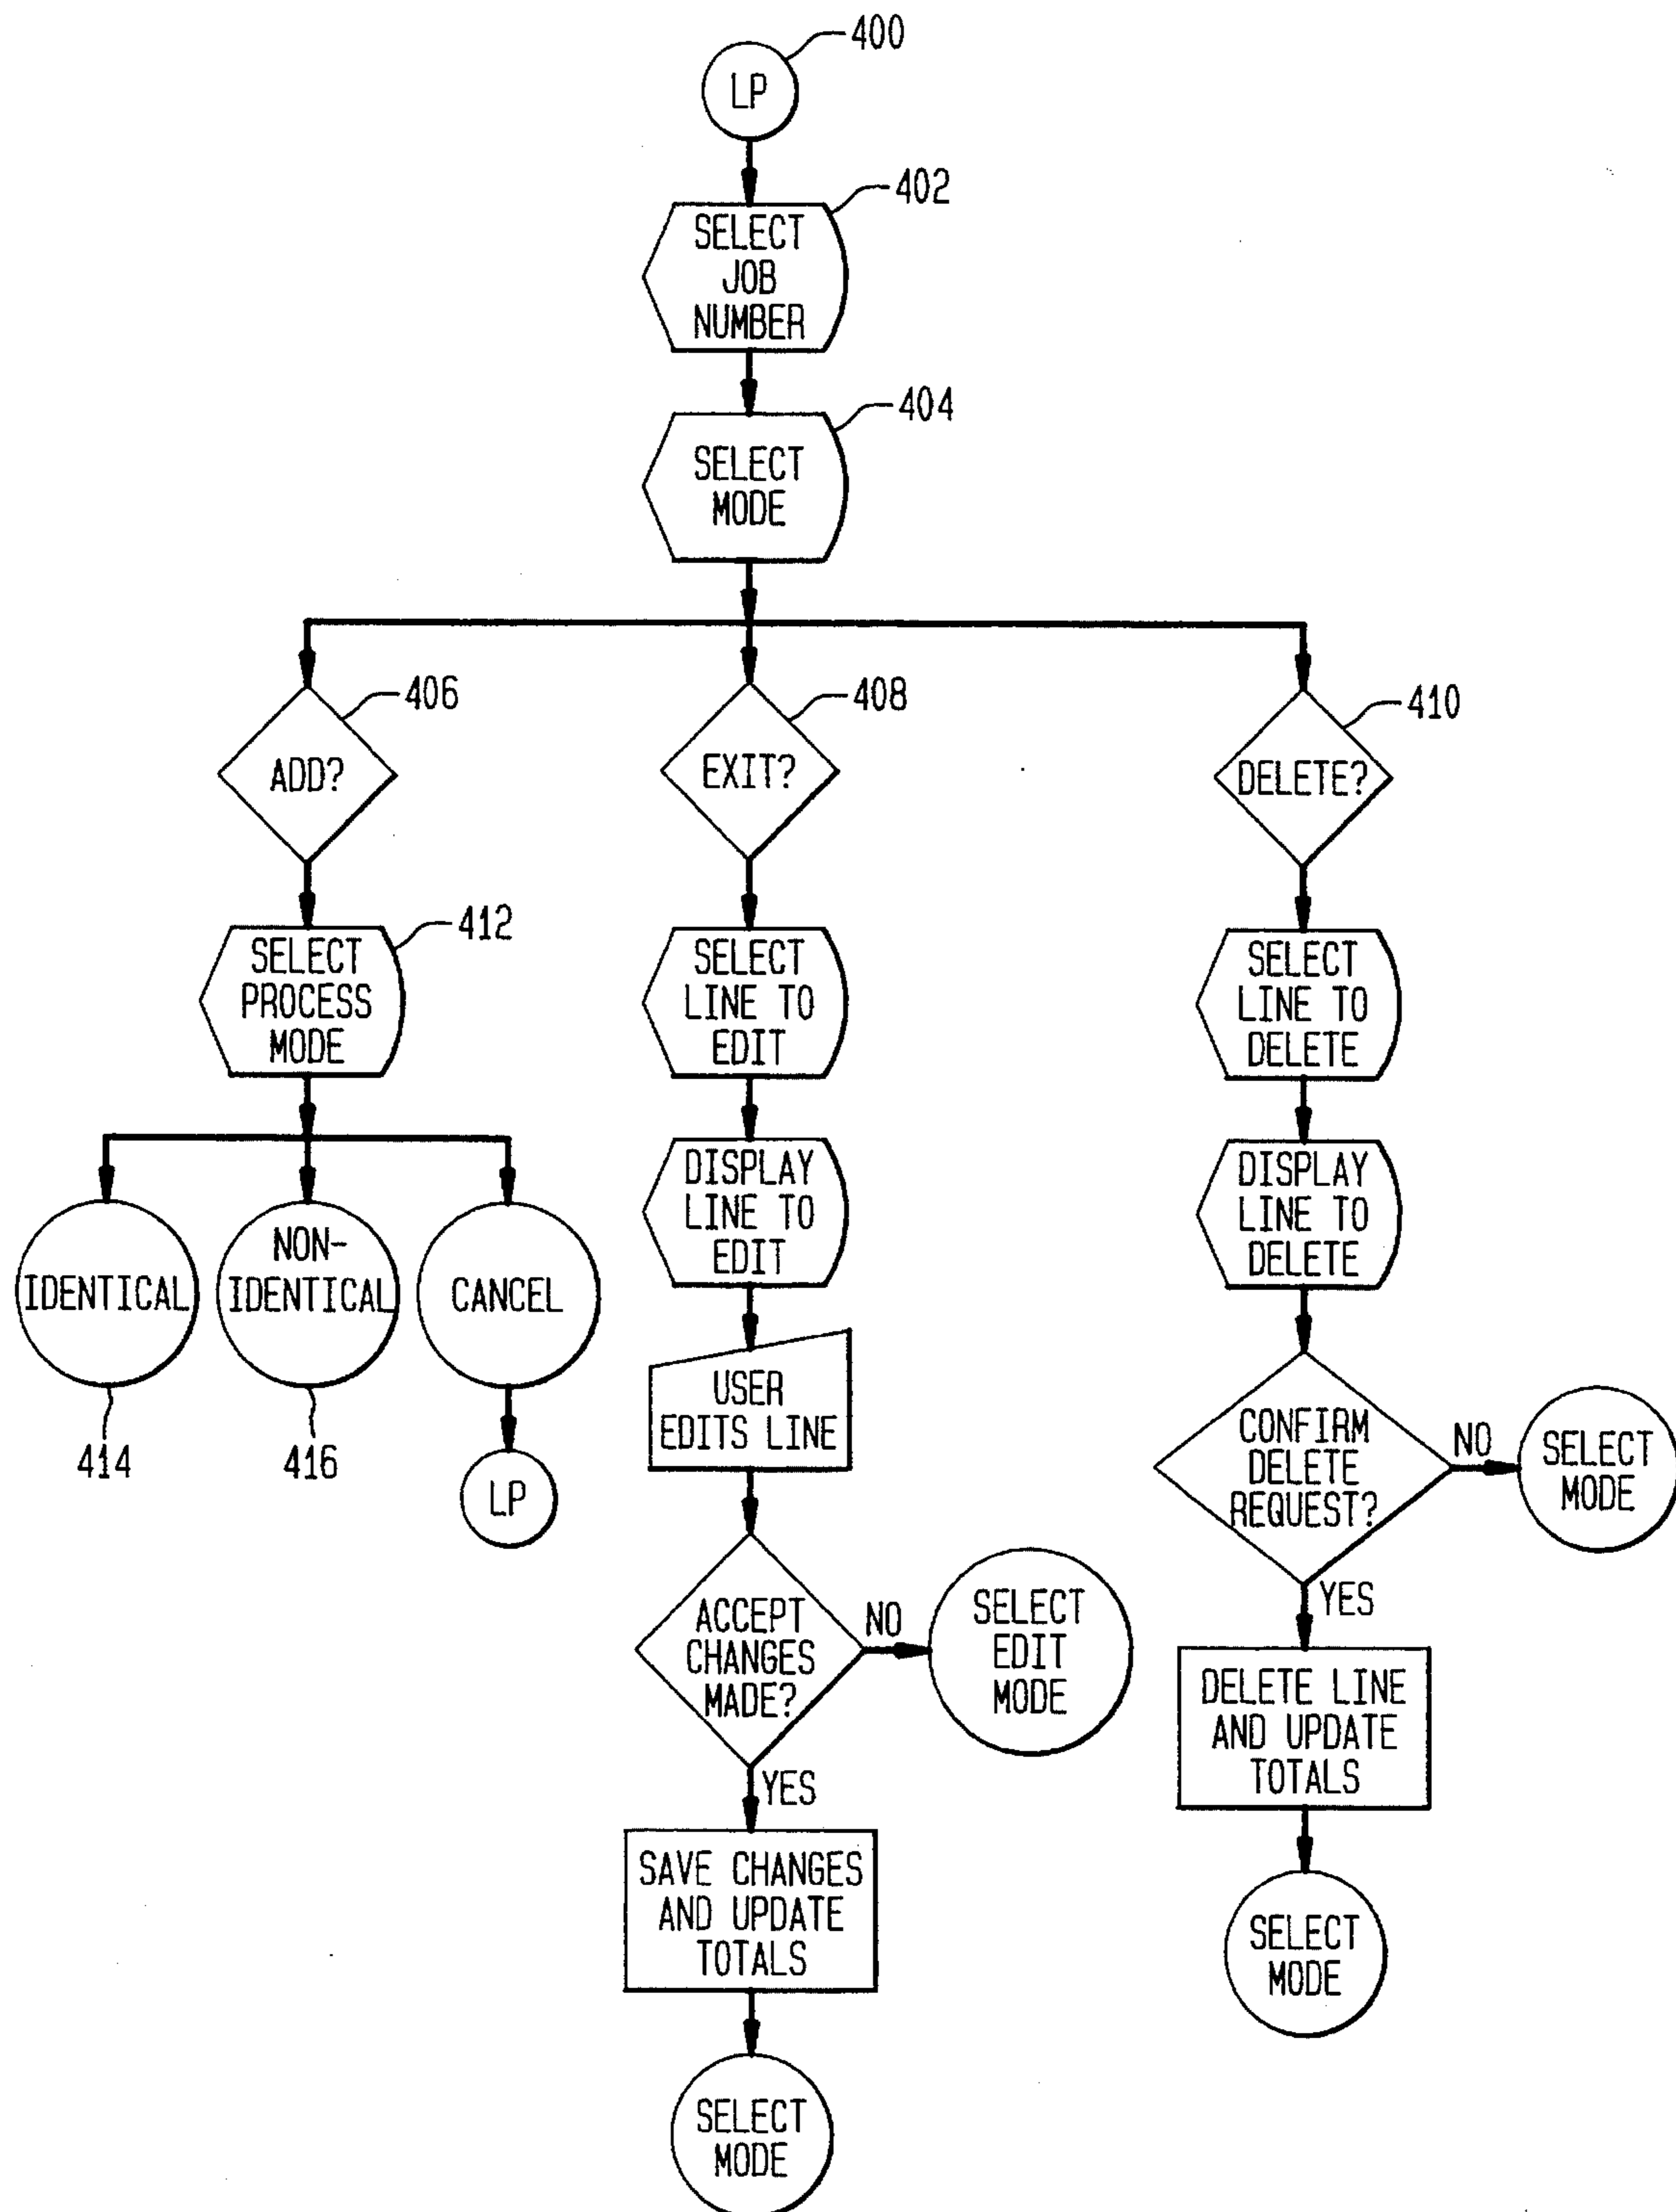 400
LP
402
SELECT
JOB
NUMBER
404
SELECT
MODE
406
ADD?
408
EXIT?
410
DELETE?
412
SELECT
PROCESS
MODE
IDENTICAL
414
NON-
IDENTICAL
416
CANCEL
LP
SELECT
LINE TO
EDIT
DISPLAY
LINE TO
EDIT
USER
EDITS LINE
ACCEPT
CHANGES
MADE?
NO
SELECT
EDIT
MODE
YES
SAVE CHANGES
AND UPDATE
TOTALS
SELECT
MODE
SELECT
LINE TO
DELETE
DISPLAY
LINE TO
DELETE
CONFIRM
DELETE
REQUEST?
NO
SELECT
MODE
YES
DELETE LINE
AND UPDATE
TOTALS
SELECT
MODE